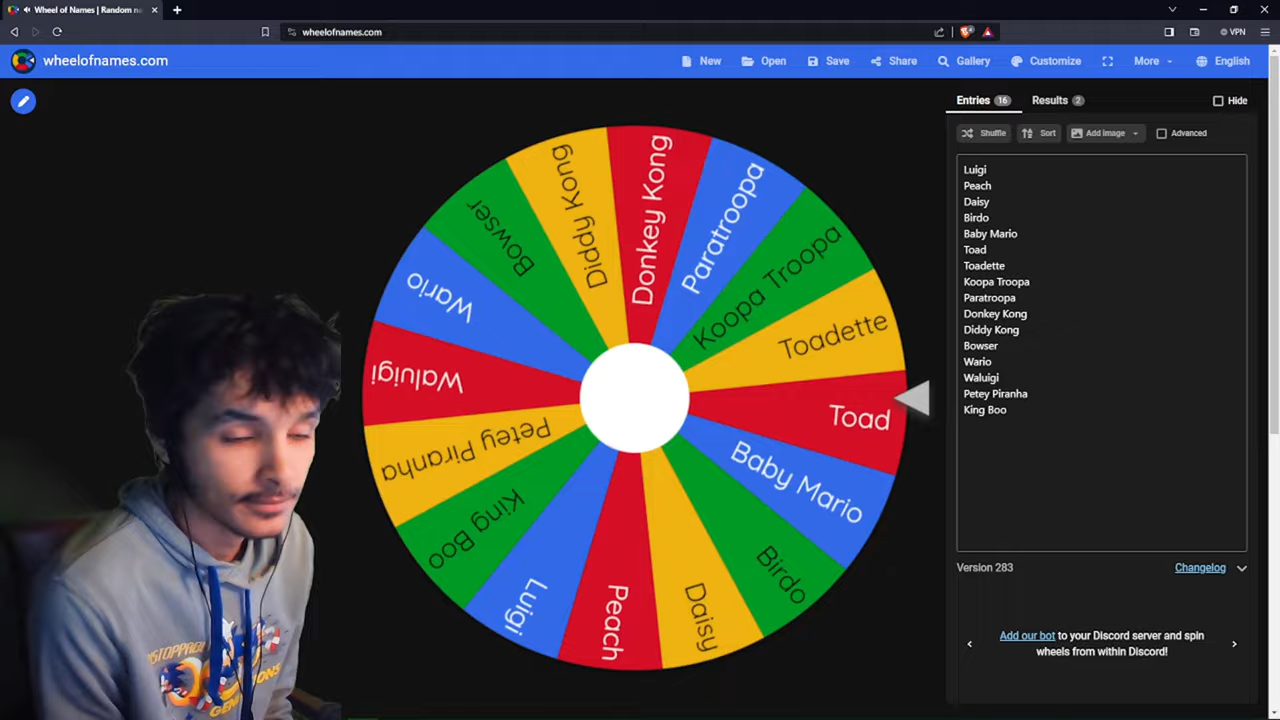 Wheel of Names | Random n
wheelofnames.com
VPN
wheelofnames.com
New
Open
Save
Share
Gallery
Customize
More
English
Entries 16
Results 2
Hide
Shuffle
Sort
Add image
Advanced
Luigi
Peach
Daisy
Birdo
Baby Mario
Toad
Toadette
Koopa Troopa
Paratroopa
Donkey Kong
Diddy Kong
Bowser
Wario
Waluigi
Petey Piranha
King Boo
Version 283
Changelog
Add our bot to your Discord server and spin
wheels from within Discord!
Donkey Kong
Paratroopa
Koopa Troopa
Toadette
Toad
Baby Mario
Birdo
Daisy
Peach
Luigi
King Boo
Petey Piranha
Waluigi
Wario
Bowser
Diddy Kong